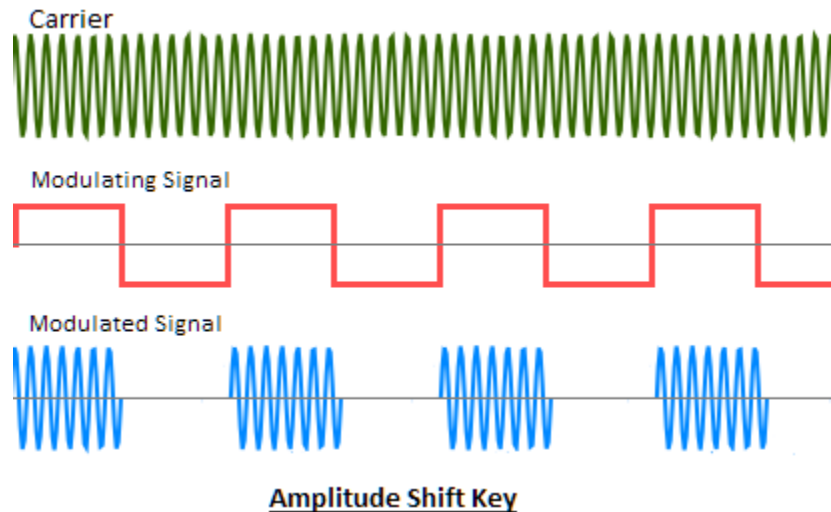 Carrier
Modulating Signal
Modulated Signal
Amplitude Shift Key